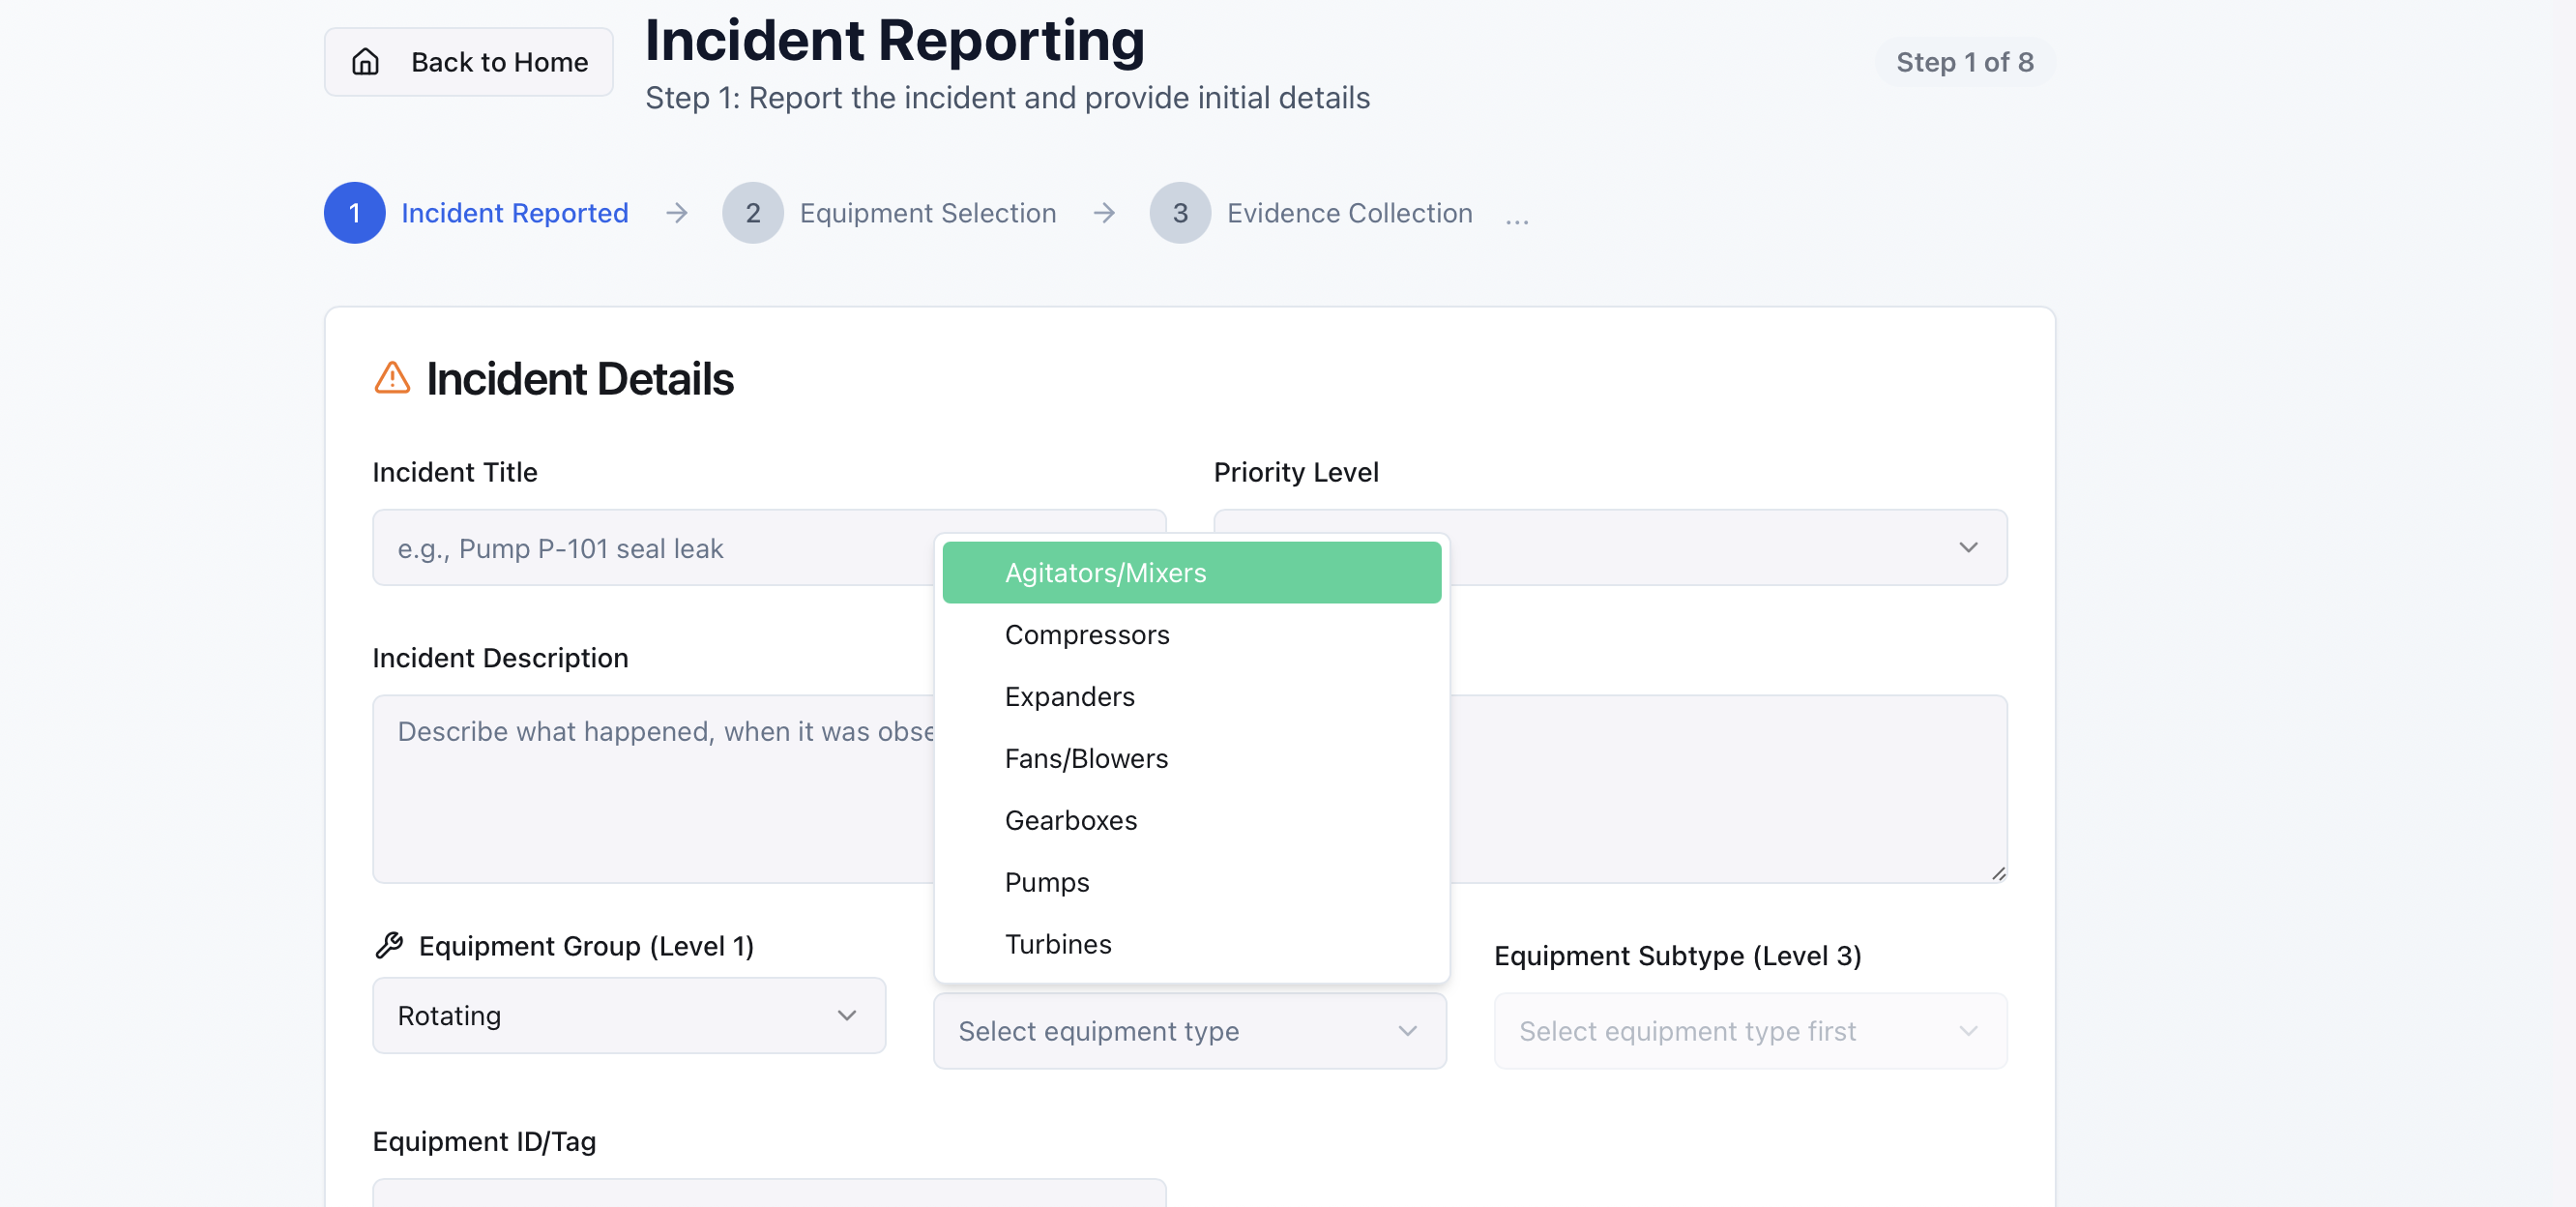 Back to Home
Incident Reporting
Step 1: Report the incident and provide initial details
Step 1 of 8
1 Incident Reported → 2 Equipment Selection → 3 Evidence Collection ...
Incident Details
Incident Title
Priority Level
e.g., Pump P-101 seal leak
Incident Description
Describe what happened, when it was obse
Agitators/Mixers
Compressors
Expanders
Fans/Blowers
Gearboxes
Pumps
Turbines
Equipment Group (Level 1)
Rotating
Select equipment type
Equipment Subtype (Level 3)
Select equipment type first
Equipment ID/Tag